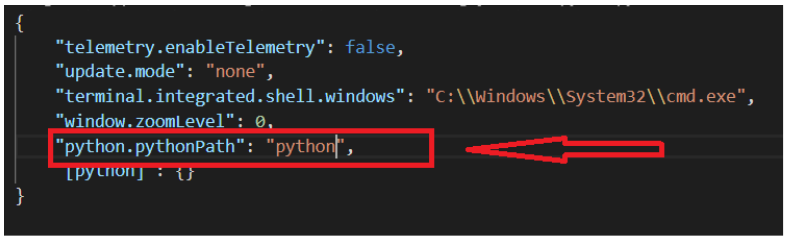 {
"telemetry.enableTelemetry": false,
"update.mode": "none",
"terminal.integrated.shell.windows": "C:\\Windows\\System32\\cmd.exe",
"window.zoomLevel": 0,
"python.pythonPath": "python",
[python] : {}
}